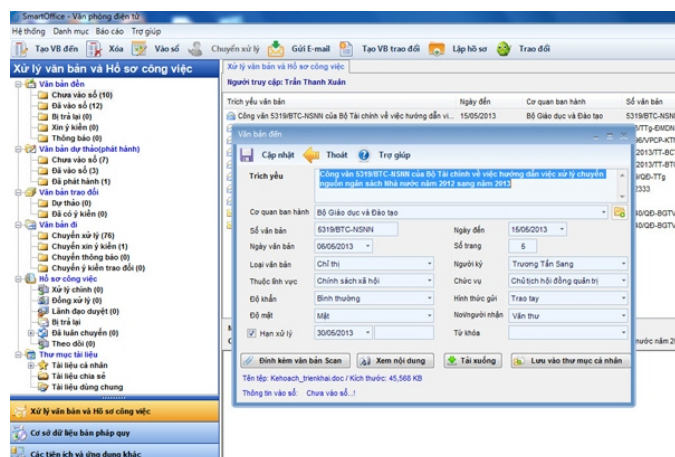 SmartOffice - Văn phòng điện tử
Hệ thống Danh mục Báo cáo Trợ giúp
Tạo VB đến Xóa Vào sổ Chuyển xử lý Gửi E-mail Tạo VB trao đổi Lập hồ sơ Trao đổi
Xử lý văn bản và Hồ sơ công việc
Văn bản đến
Chưa vào sổ (10)
Đã vào sổ (12)
Bị trả lại (0)
Xin ý kiến (0)
Thông báo (0)
Văn bản dự thảo(phát hành)
Chưa vào sổ (7)
Đã vào sổ (3)
Đã phát hành (1)
Văn bản trao đổi
Dự thảo (0)
Đã có ý kiến (0)
Văn bản đi
Chuyển xử lý (76)
Chuyển xin ý kiến (1)
Chuyển thông báo (0)
Chuyển ý kiến trao đổi (0)
Hồ sơ công việc
Xử lý chính (0)
Đồng xử lý (0)
Lãnh đạo duyệt (0)
Bị trả lại
Đã luân chuyển (0)
Theo dõi (0)
Thư mục tài liệu
Tài liệu cá nhân
Tài liệu chia sẻ
Tài liệu dùng chung
Xử lý văn bản và Hồ sơ công việc
Cơ sở dữ liệu bản pháp quy
Các tiện ích và ứng dụng khác
Xử lý văn bản và Hồ sơ công việc
Người truy cập: Trần Thanh Xuân
Trích yếu văn bản Ngày đến Cơ quan ban hành Số văn bản
Công văn 5319/BTC-NSNN của Bộ Tài chính về việc hướng dẫn vi... 15/05/2013 Bộ Giáo dục và Đào tạo 5319/BTC-NSN
Văn bản đến
Cập nhật Thoát Trợ giúp
Trích yếu Công văn 5319/BTC-NSNN của Bộ Tài chính về việc hướng dẫn việc xử lý chuyển
nguồn ngân sách Nhà nước năm 2012 sang năm 2013
Cơ quan ban hành Bộ Giáo dục và Đào tạo
Số văn bản 5319/BTC-NSNN Ngày đến 15/05/2013
Ngày văn bản 06/05/2013 Số trang 5
Loại văn bản Chỉ thị Người ký Trương Tấn Sang
Thuộc lĩnh vực Chính sách xã hội Chức vụ Chủ tịch hội đồng quản trị
Độ khẩn Bình thường Hình thức gửi Trao tay
Độ mật Mật Nơi/người nhận Văn thư
Hạn xử lý 30/05/2013 Từ khóa
Đính kèm văn bản Scan Xem nội dung Tải xuống Lưu vào thư mục cá nhân
Tên tệp: Kehoach_trienkhai.doc / Kích thước: 45,568 KB
Thông tin vào sổ: Chưa vào sổ..!